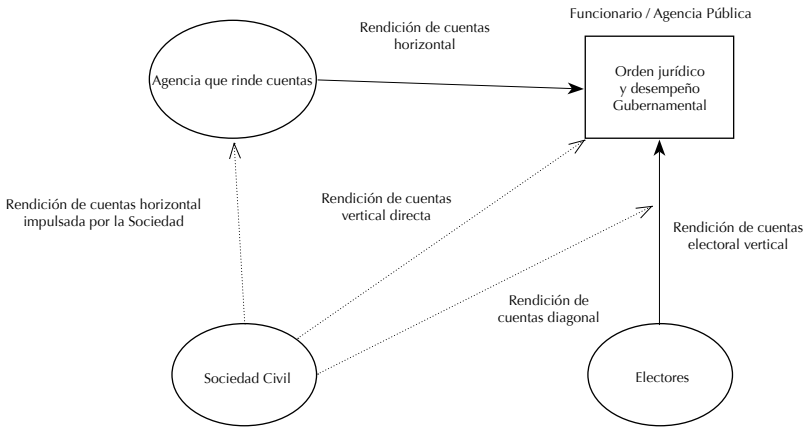 Funcionario / Agencia Pública
Rendición de cuentas
horizontal
Agencia que rinde cuentas
Orden jurídico
y desempeño
Gubernamental
Rendición de cuentas horizontal
impulsada por la Sociedad
Rendición de cuentas
vertical directa
Rendición de cuentas
electoral vertical
Rendición de
cuentas diagonal
Sociedad Civil
Electores